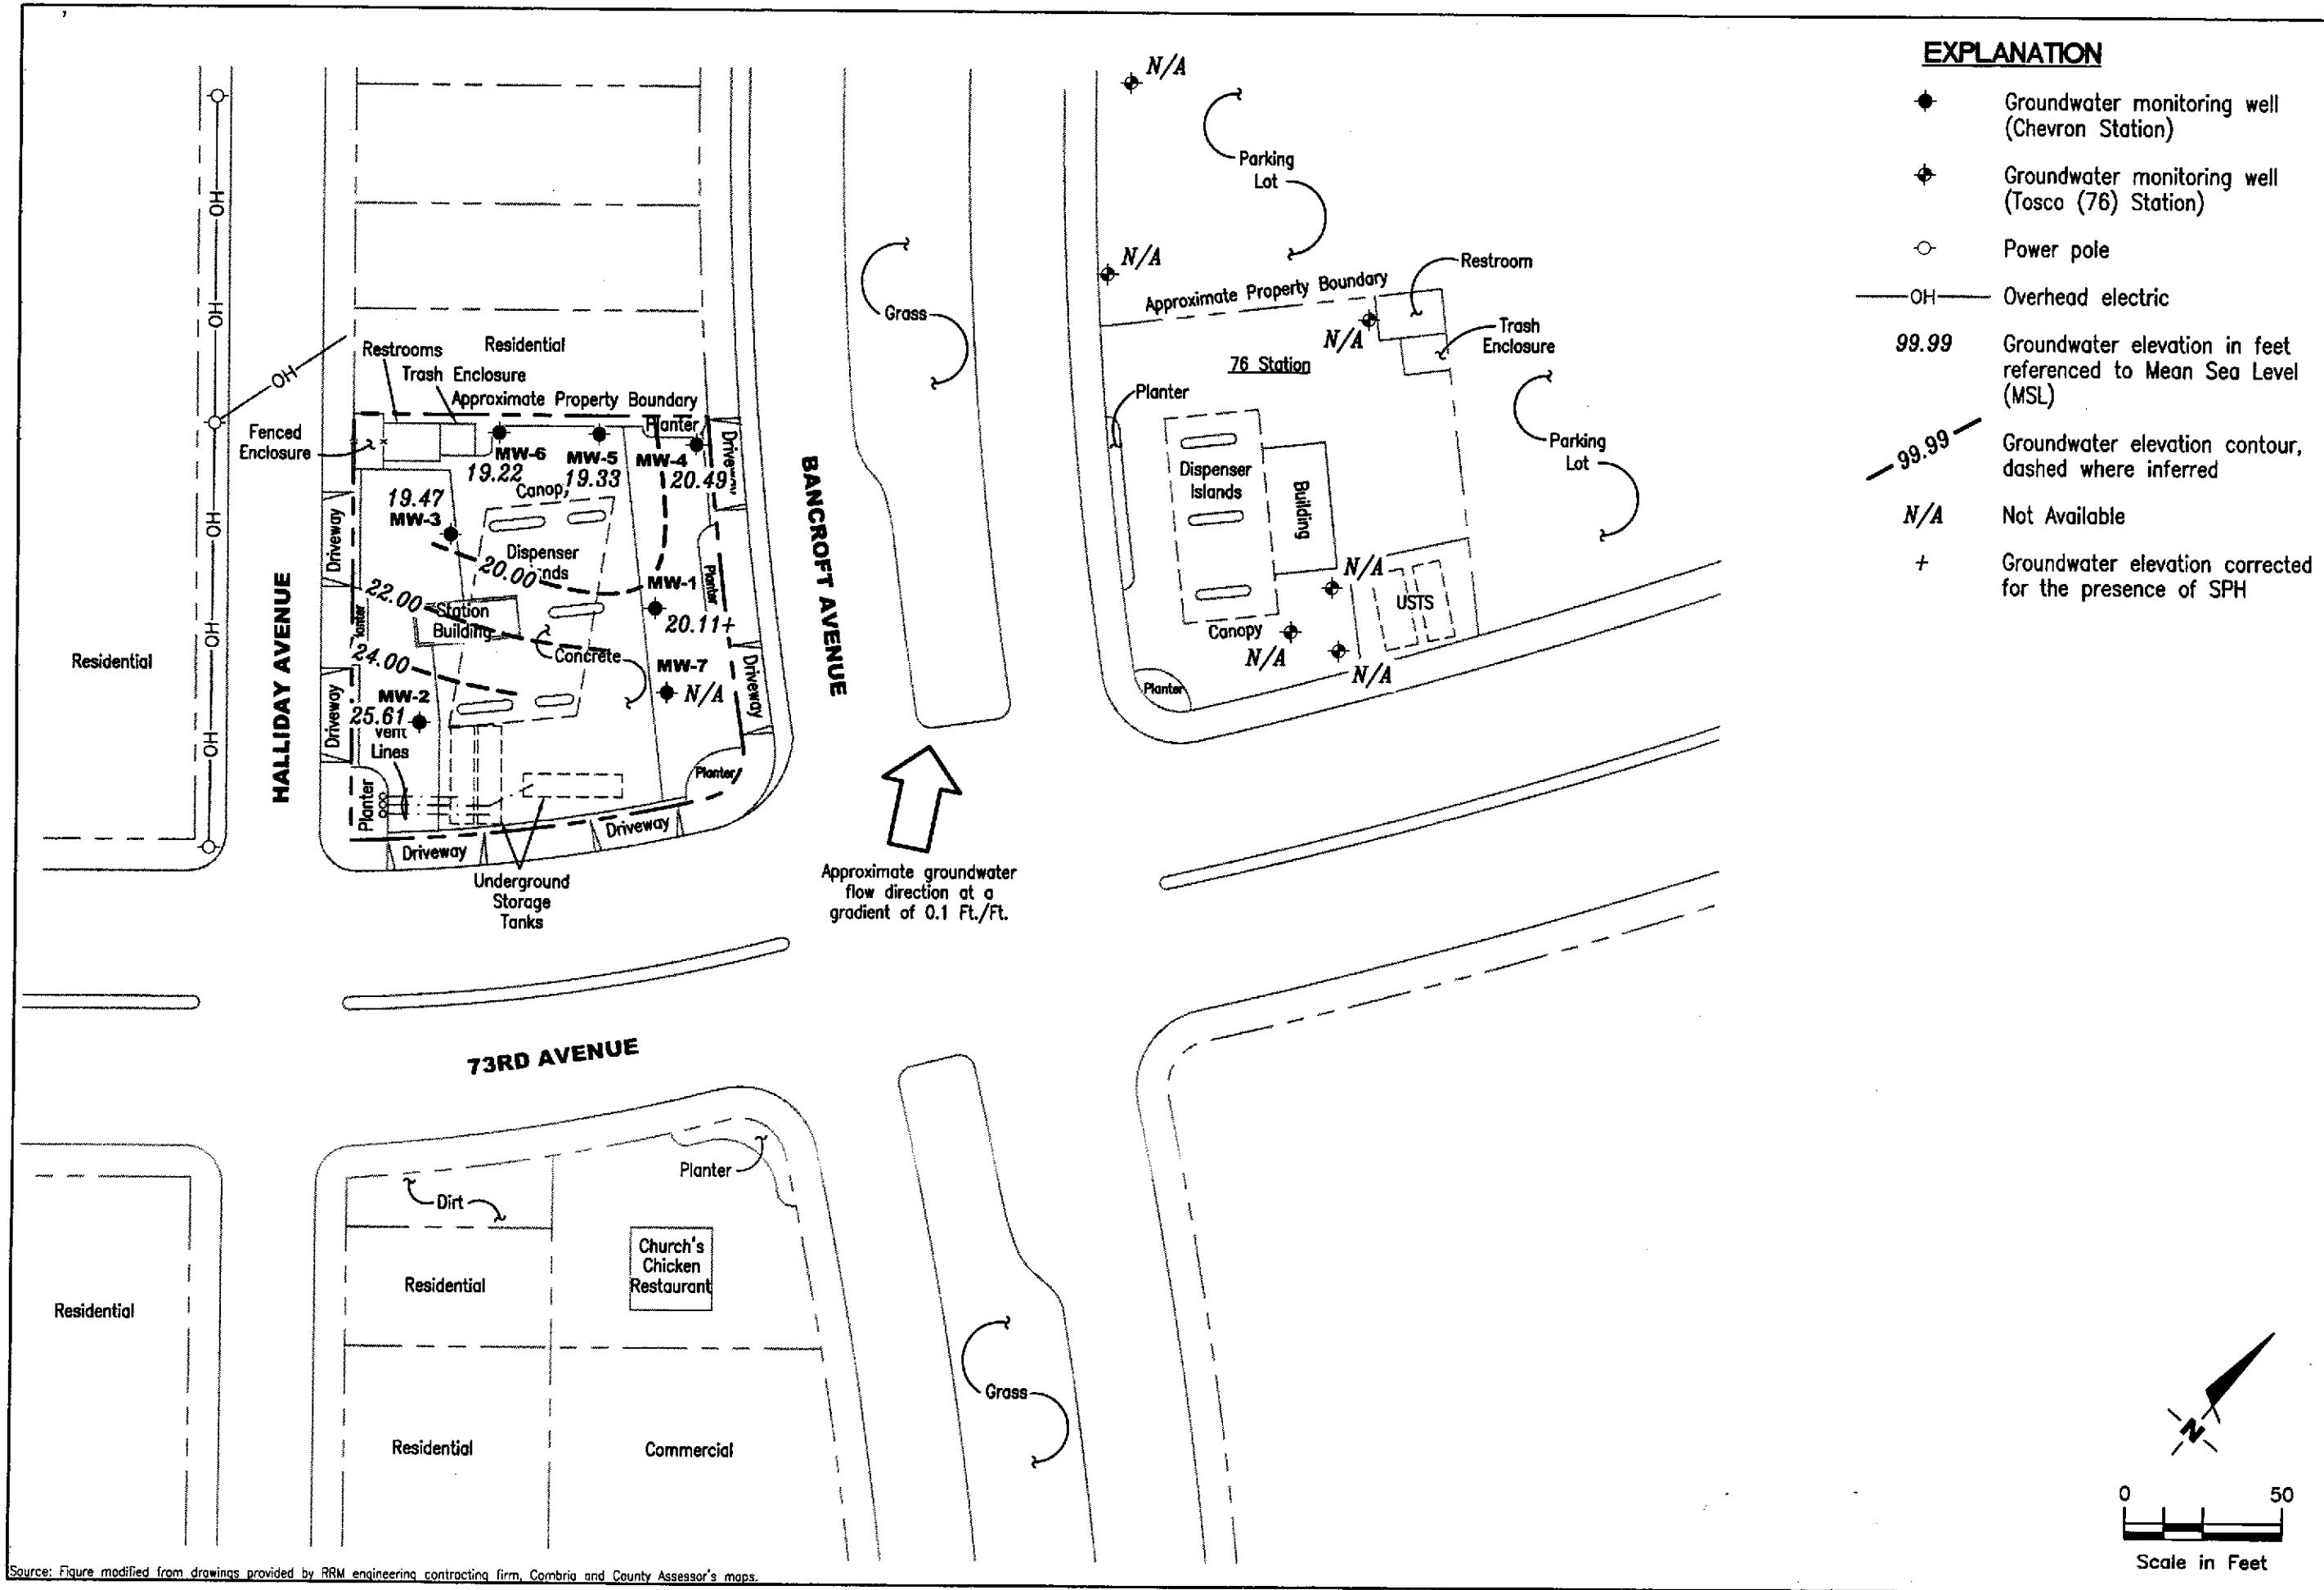 EXPLANATION
Groundwater monitoring well
(Chevron Station)
Groundwater monitoring well
(Tosco (76) Station)
Power pole
OH
Overhead electric
99.99
Groundwater elevation in feet
referenced to Mean Sea Level
(MSL)
99.99
Groundwater elevation contour,
dashed where inferred
N/A
Not Available
+
Groundwater elevation corrected
for the presence of SPH
N/A
Parking
Lot
N/A
Approximate Property Boundary
Restroom
N/A
Trash
Enclosure
76 Station
Planter
Dispenser
Islands
Building
Parking
Lot
N/A
USTS
Canopy
N/A
N/A
Planter
Grass
OH
OH
OH
OH
OH
OH
Residential
Restrooms
Trash Enclosure
Approximate Property Boundary
Fenced
Enclosure
Planter
Driveway
MW-6
19.22
MW-5
19.33
MW-4
20.49
19.47
MW-3
Driveway
Dispenser
20.00
MW-1
20.11+
Planter
22.00
Station
Building
Concrete
24.00
MW-7
N/A
Driveway
MW-2
25.61
Vent
Lines
Driveway
Planter
Planter
Driveway
Driveway
Underground
Storage
Tanks
HALLIDAY AVENUE
BANCROFT AVENUE
Residential
Approximate groundwater
flow direction at a
gradient of 0.1 Ft./Ft.
73RD AVENUE
Planter
Dirt
Church's
Chicken
Restaurant
Residential
Residential
Grass
Residential
Commercial
N
0 50
Scale in Feet
Source: Figure modified from drawings provided by RRM engineering contracting firm, Cambria and County Assessor's maps.